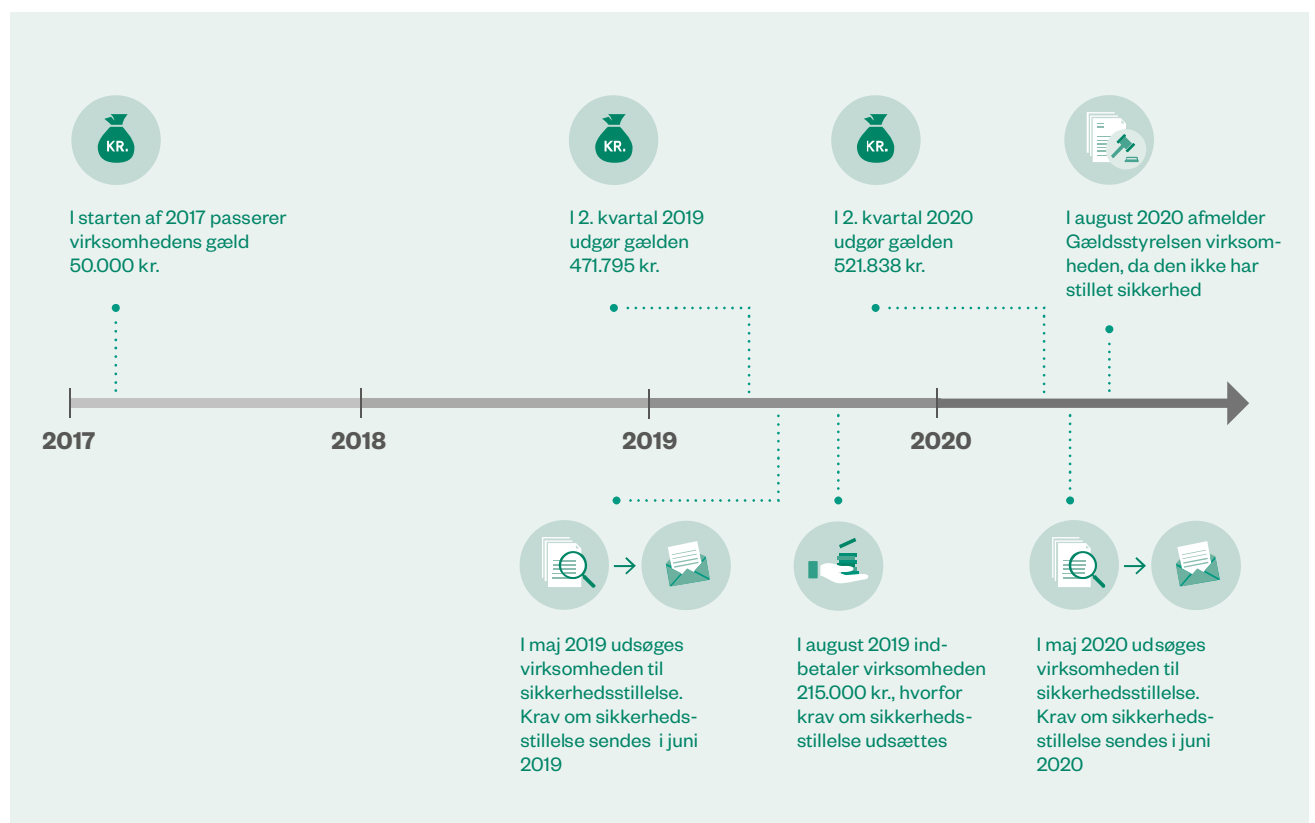 KR.
I starten af 2017 passerer
virksomhedens gæld
50.000 kr.
KR.
I 2. kvartal 2019
udgør gælden
471.795 kr.
KR.
I 2. kvartal 2020
udgør gælden
521.838 kr.
I august 2020 afmelder
Gældsstyrelsen virksom-
heden, da den ikke har
stillet sikkerhed
2017
2018
2019
2020
I maj 2019 udsøges
virksomheden til
sikkerhedsstillelse.
Krav om sikkerheds-
stillelse sendes i juni
2019
I august 2019 ind-
betaler virksomheden
215.000 kr., hvorfor
krav om sikkerheds-
stillelse udsættes
I maj 2020 udsøges
virksomheden til
sikkerhedsstillelse.
Krav om sikkerheds-
stillelse sendes i juni
2020